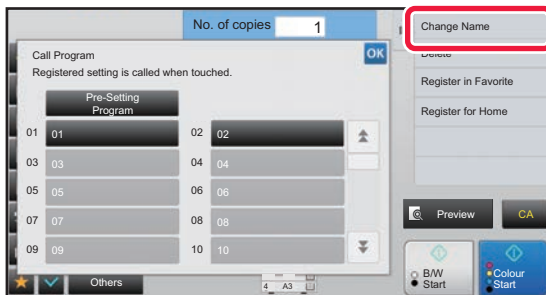 No. of copies 1
Change Name
Call Program
OK
Delete
Registered setting is called when touched.
Register in Favorite
Pre-Setting
Program
Register for Home
01 01
02 02
03 03
04 04
05 05
06 06
07 07
08 08
09 09
10 10
Preview
CA
Others
4 A3
B/W
Start
Colour
Start